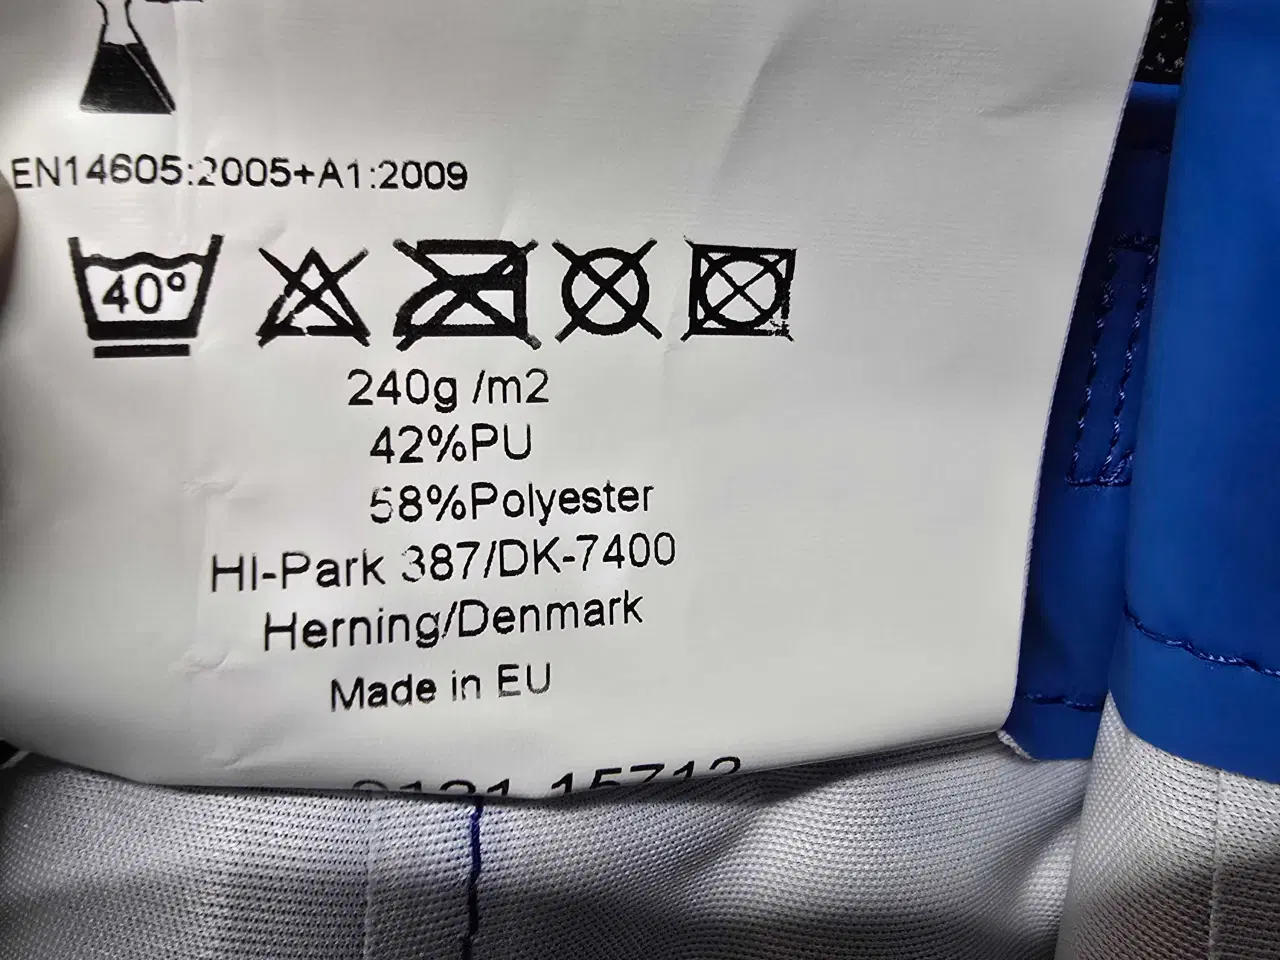 EN14605:2005+A1:2009
40°
240g /m2
42%PU
58%Polyester
HI-Park 387/DK-7400
Herning/Denmark
Made in EU